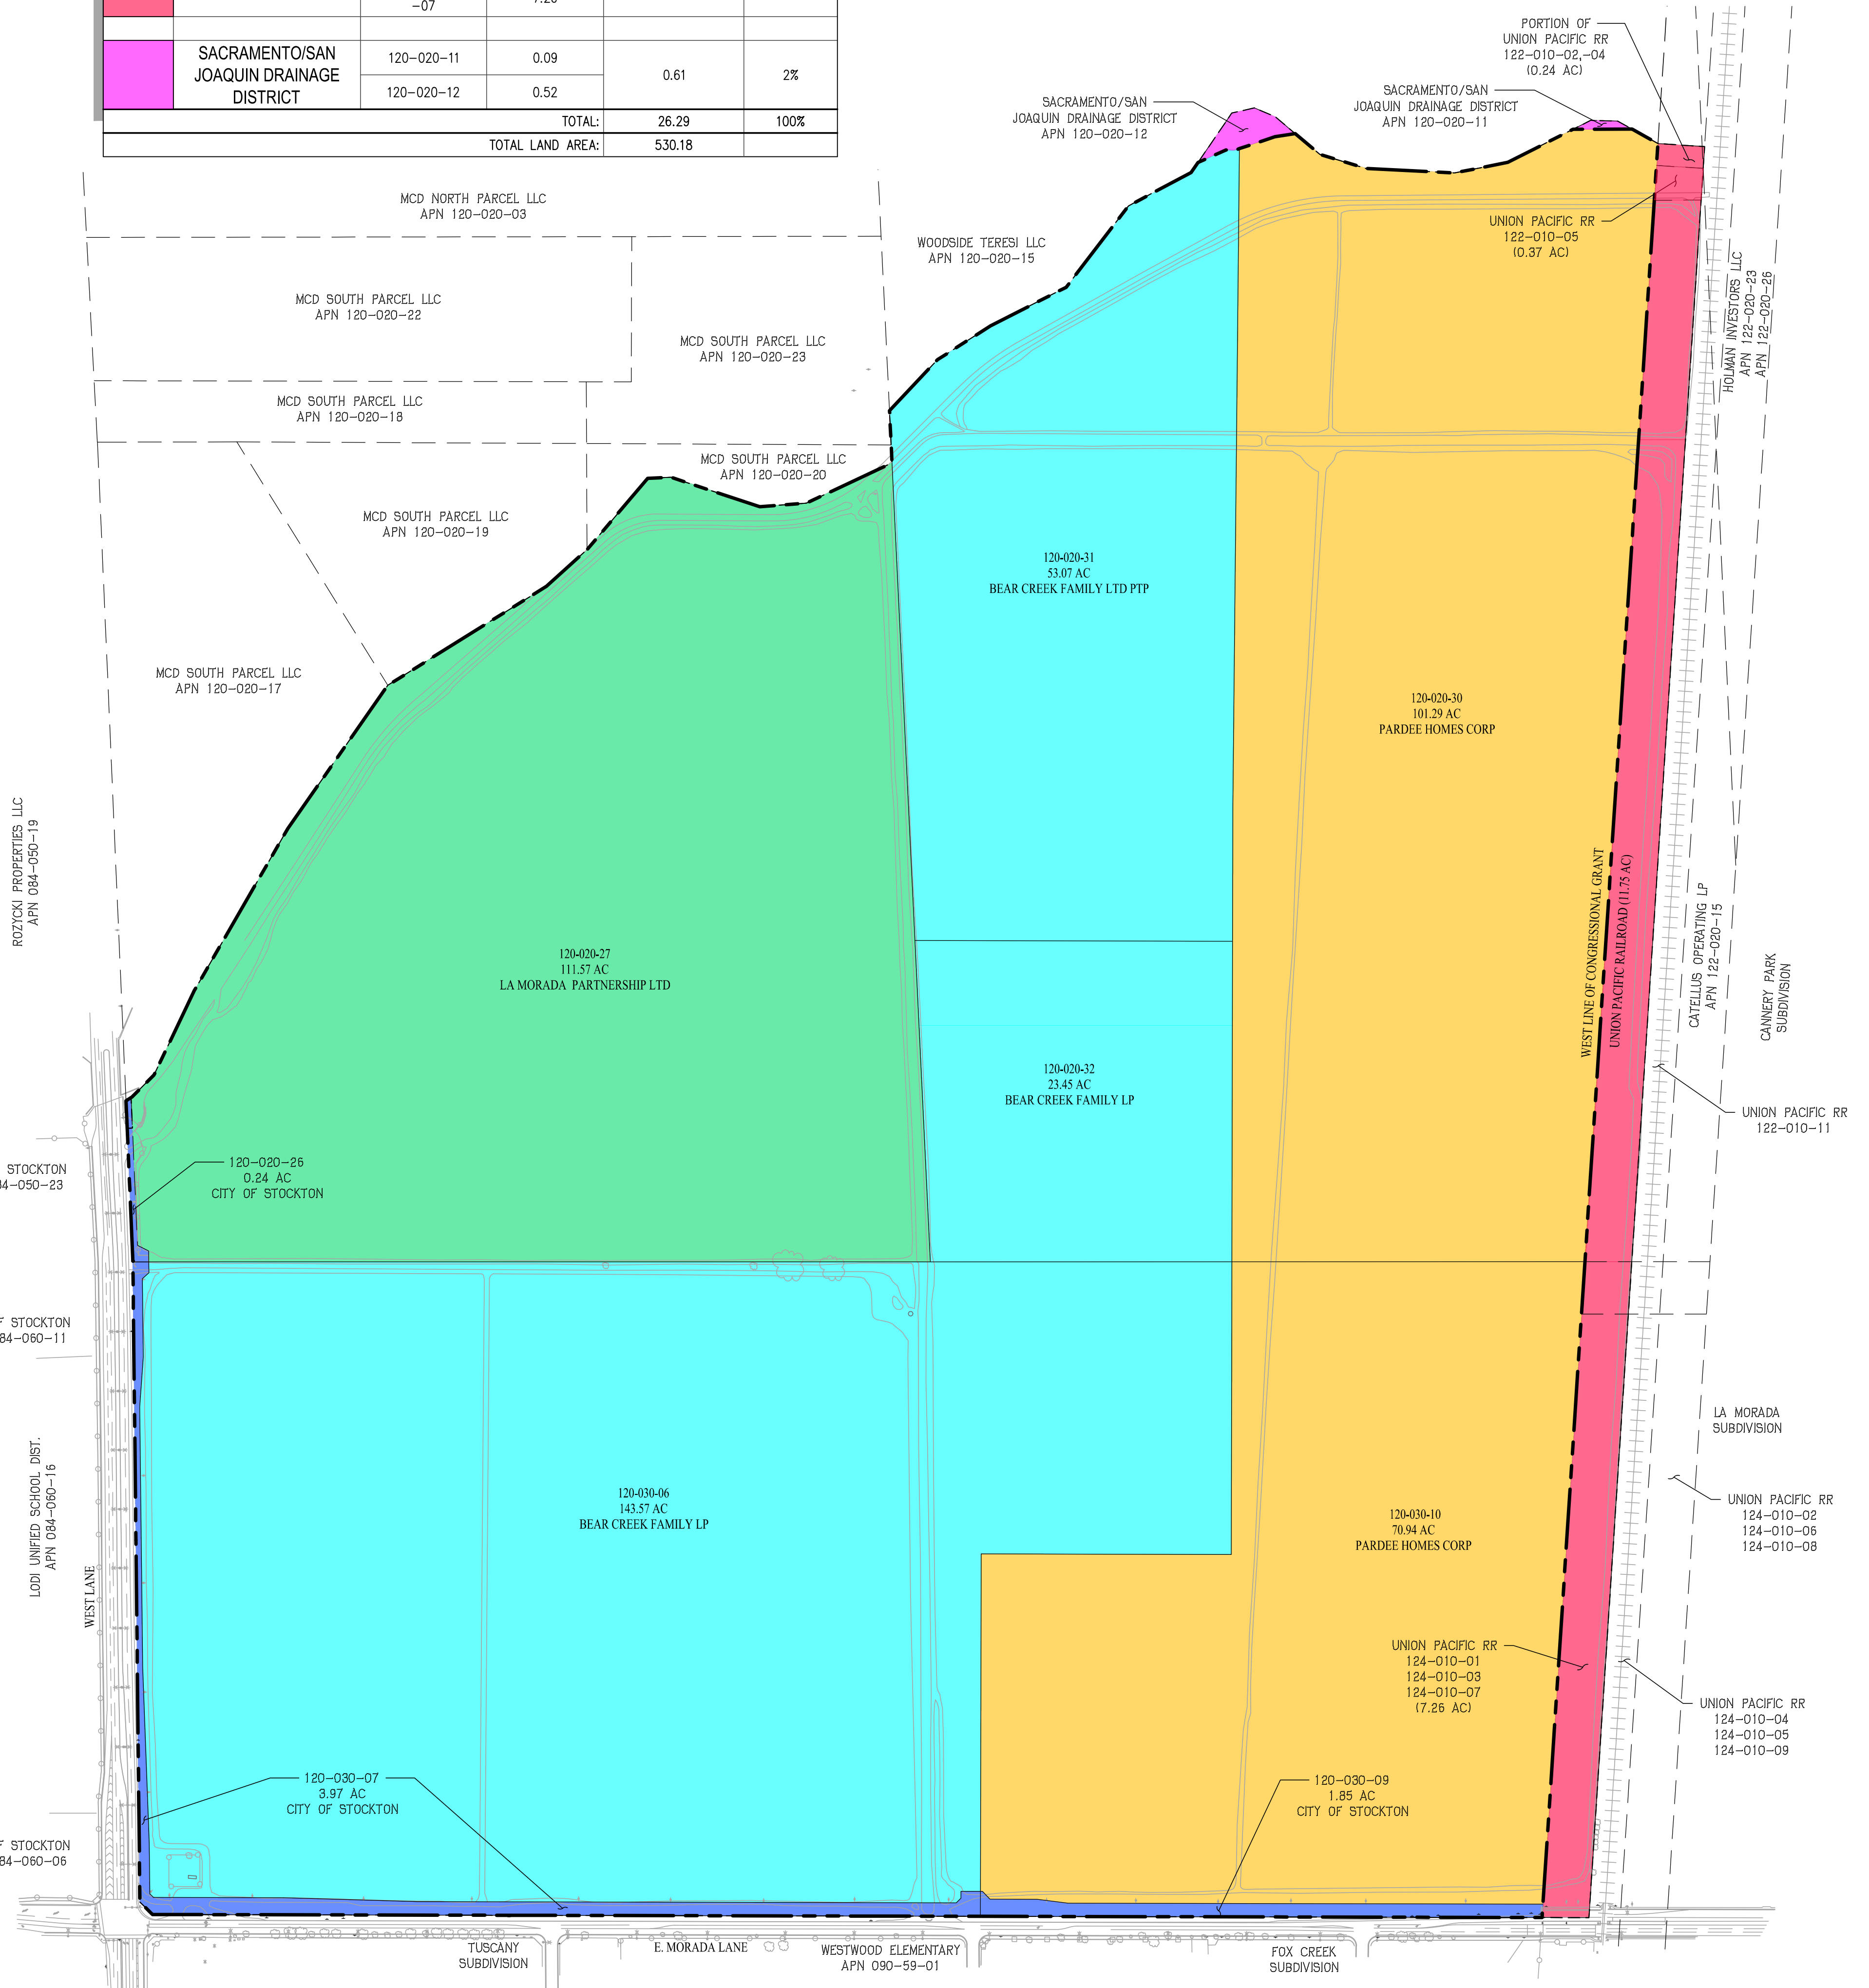 -07
SACRAMENTO/SAN
JOAQUIN DRAINAGE
DISTRICT
120-020-11
0.09
0.61
2%
120-020-12
0.52
TOTAL:
26.29
100%
TOTAL LAND AREA:
530.18
PORTION OF
UNION PACIFIC RR
122-010-02,-04
(0.24 AC)
SACRAMENTO/SAN
JOAQUIN DRAINAGE DISTRICT
APN 120-020-12
SACRAMENTO/SAN
JOAQUIN DRAINAGE DISTRICT
APN 120-020-11
MCD NORTH PARCEL LLC
APN 120-020-03
WOODSIDE TERESI LLC
APN 120-020-15
UNION PACIFIC RR
122-010-05
(0.37 AC)
HOLMAN INVESTORS LLC
APN 122-020-23
APN 122-020-26
MCD SOUTH PARCEL LLC
APN 120-020-22
MCD SOUTH PARCEL LLC
APN 120-020-23
MCD SOUTH PARCEL LLC
APN 120-020-18
MCD SOUTH PARCEL LLC
APN 120-020-20
MCD SOUTH PARCEL LLC
APN 120-020-19
MCD SOUTH PARCEL LLC
APN 120-020-17
120-020-31
53.07 AC
BEAR CREEK FAMILY LTD PTP
120-020-30
101.29 AC
PARDEE HOMES CORP
ROZYCKI PROPERTIES LLC
APN 084-050-19
WEST LINE OF CONGRESSIONAL GRANT
UNION PACIFIC RAILROAD (11.75 AC)
CATELLUS OPERATING LP
APN 122-020-15
CANNERY PARK
SUBDIVISION
120-020-27
111.57 AC
LA MORADA PARTNERSHIP LTD
120-020-32
23.45 AC
BEAR CREEK FAMILY LP
UNION PACIFIC RR
122-010-11
STOCKTON
84-050-23
120-020-26
0.24 AC
CITY OF STOCKTON
F STOCKTON
84-060-11
LA MORADA
SUBDIVISION
LODI UNIFIED SCHOOL DIST.
APN 084-060-16
WEST LANE
120-030-06
143.57 AC
BEAR CREEK FAMILY LP
120-030-10
70.94 AC
PARDEE HOMES CORP
UNION PACIFIC RR
124-010-02
124-010-06
124-010-08
UNION PACIFIC RR
124-010-01
124-010-03
124-010-07
(7.26 AC)
UNION PACIFIC RR
124-010-04
124-010-05
124-010-09
120-030-07
3.97 AC
CITY OF STOCKTON
120-030-09
1.85 AC
CITY OF STOCKTON
F STOCKTON
84-060-06
TUSCANY
SUBDIVISION
E. MORADA LANE
WESTWOOD ELEMENTARY
APN 090-59-01
FOX CREEK
SUBDIVISION